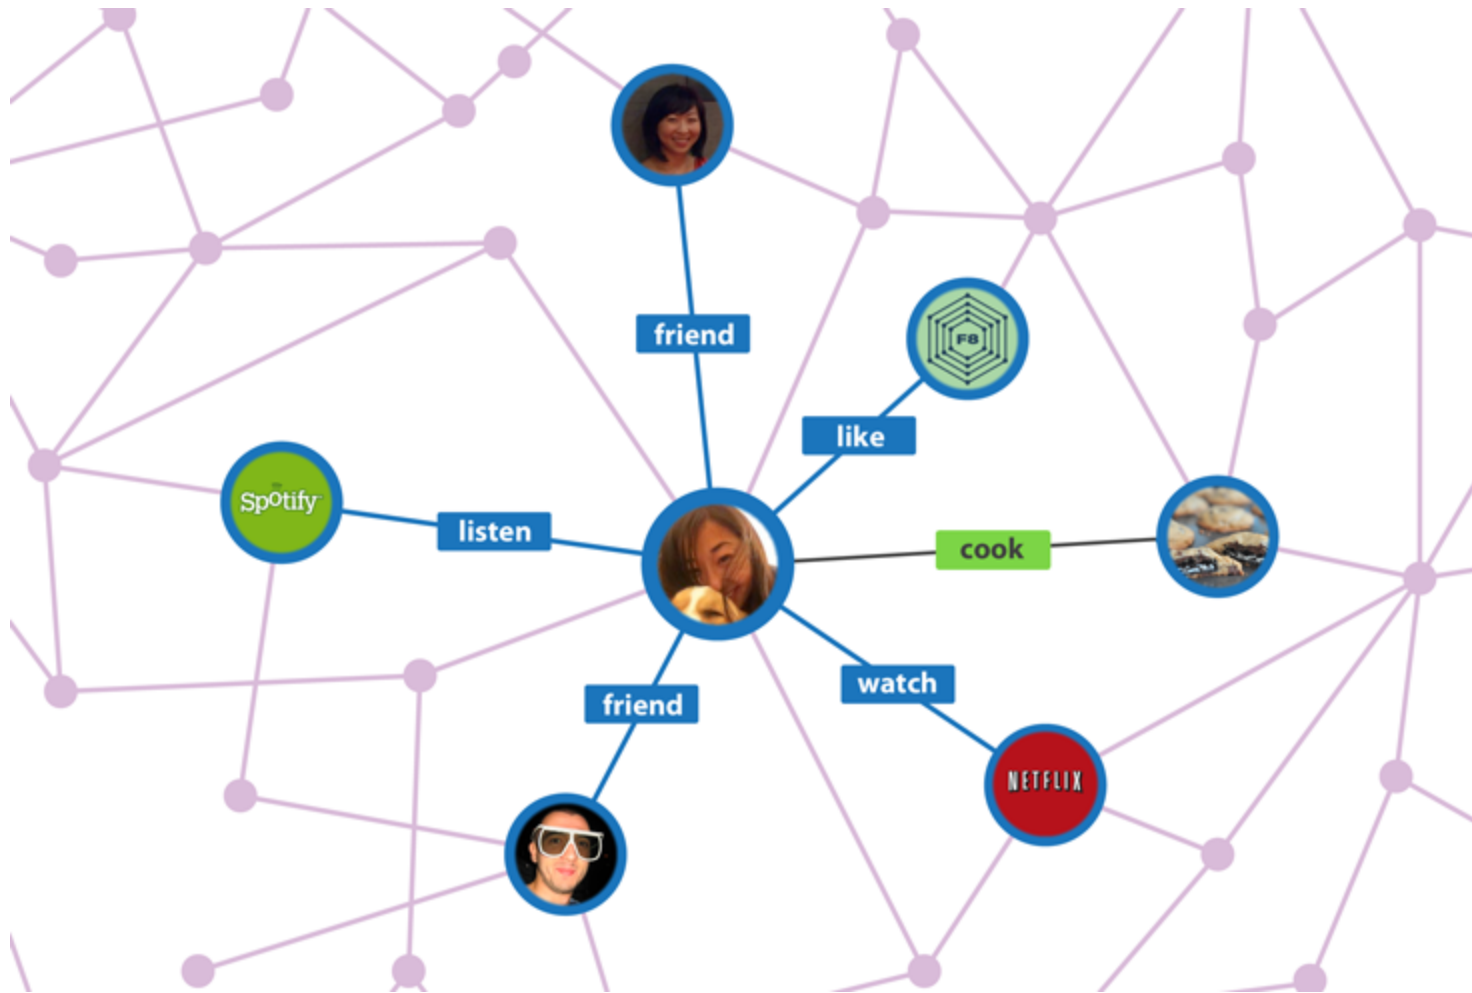 friend
F8
like
Spotify
listen
cook
watch
friend
NETFLIX